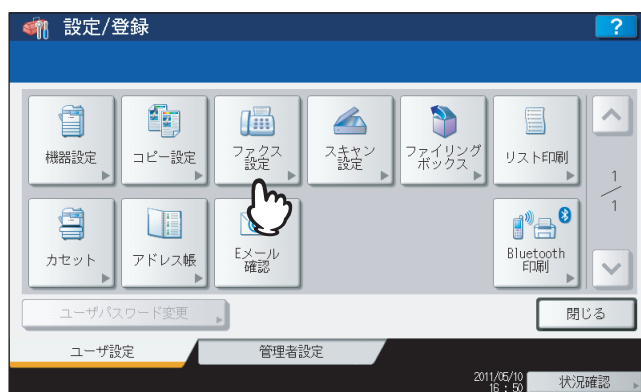 設定/登録
?
機器設定
コピー設定
ファクス
設定
スキャン
設定
ファイリング
ボックス
リスト印刷
1
1
カセット
アドレス帳
Eメール
確認
Bluetooth
印刷
ユーザパスワード変更
閉じる
ユーザ設定
管理者設定
2011/05/10
16:50
状況確認